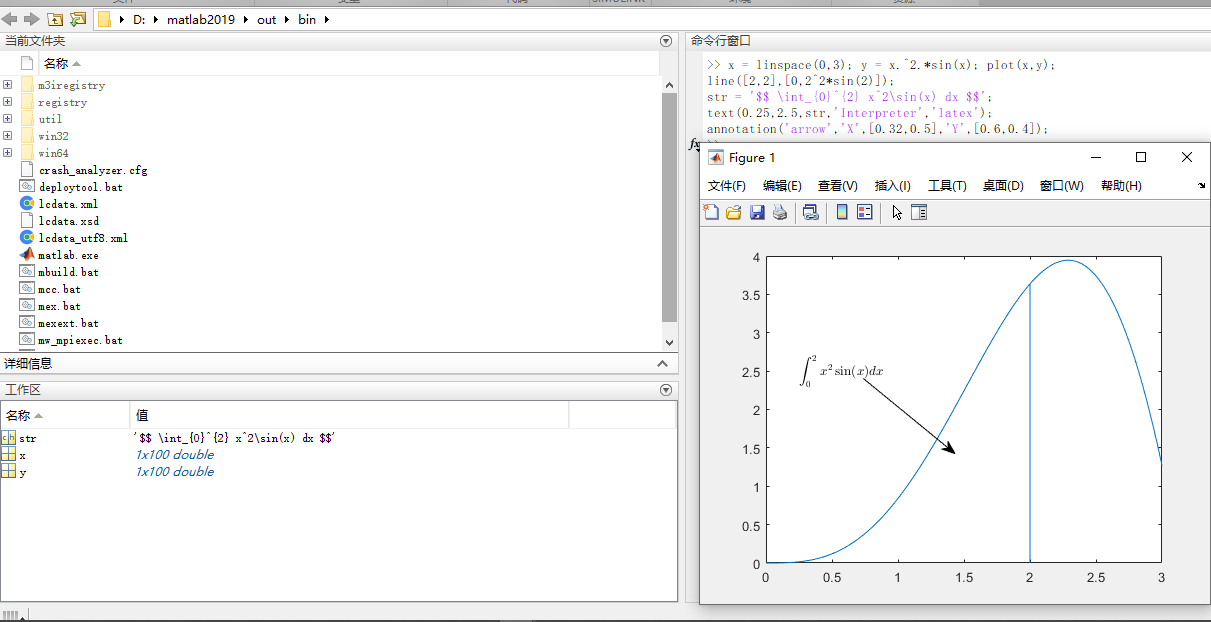 SIMULINK
D: matlab2019 out bin
当前文件夹
名称
m3iregistry
registry
util
win32
win64
crash_analyzer.cfg
deploytool.bat
lcdata.xml
lcdata.xsd
lcdata_utf8.xml
matlab.exe
mbuild.bat
mcc.bat
mex.bat
mexext.bat
mw_mpiexec.bat
详细信息
工作区
名称 值
str '$$ \int_{0}^{2} x^2\sin(x) dx $$'
x 1x100 double
y 1x100 double
命令行窗口
>> x = linspace(0,3); y = x.^2.*sin(x); plot(x,y);
line([2,2],[0,2^2*sin(2)]);
str = '$$ \int_{0}^{2} x^2\sin(x) dx $$';
text(0.25,2.5,str,'Interpreter','latex');
annotation('arrow','X',[0.32,0.5],'Y',[0.6,0.4]);
fx
Figure 1
文件(F) 编辑(E) 查看(V) 插入(I) 工具(T) 桌面(D) 窗口(W) 帮助(H)
4
3.5
3
2.5
2
1.5
1
0.5
0
∫₀² x² sin(x)dx
0 0.5 1 1.5 2 2.5 3